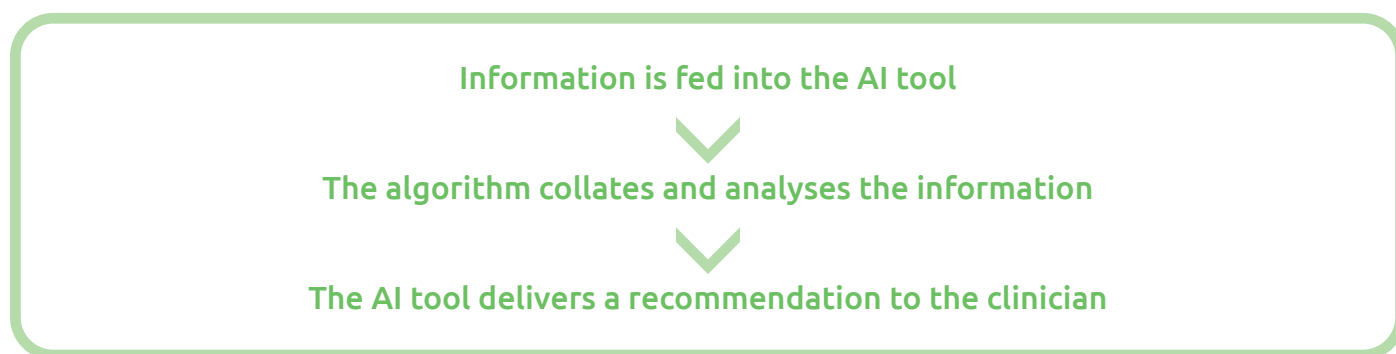 Information is fed into the AI tool
The algorithm collates and analyses the information
The AI tool delivers a recommendation to the clinician